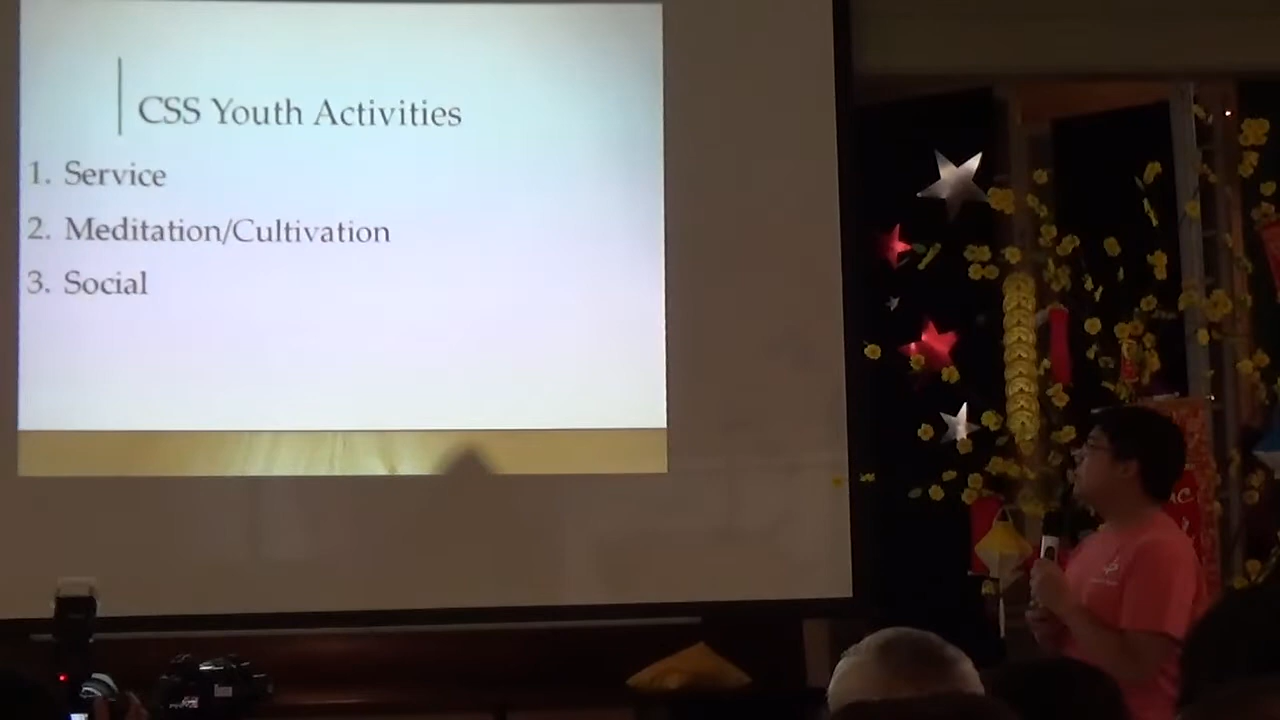 CSS Youth Activities
1. Service
2. Meditation/Cultivation
3. Social